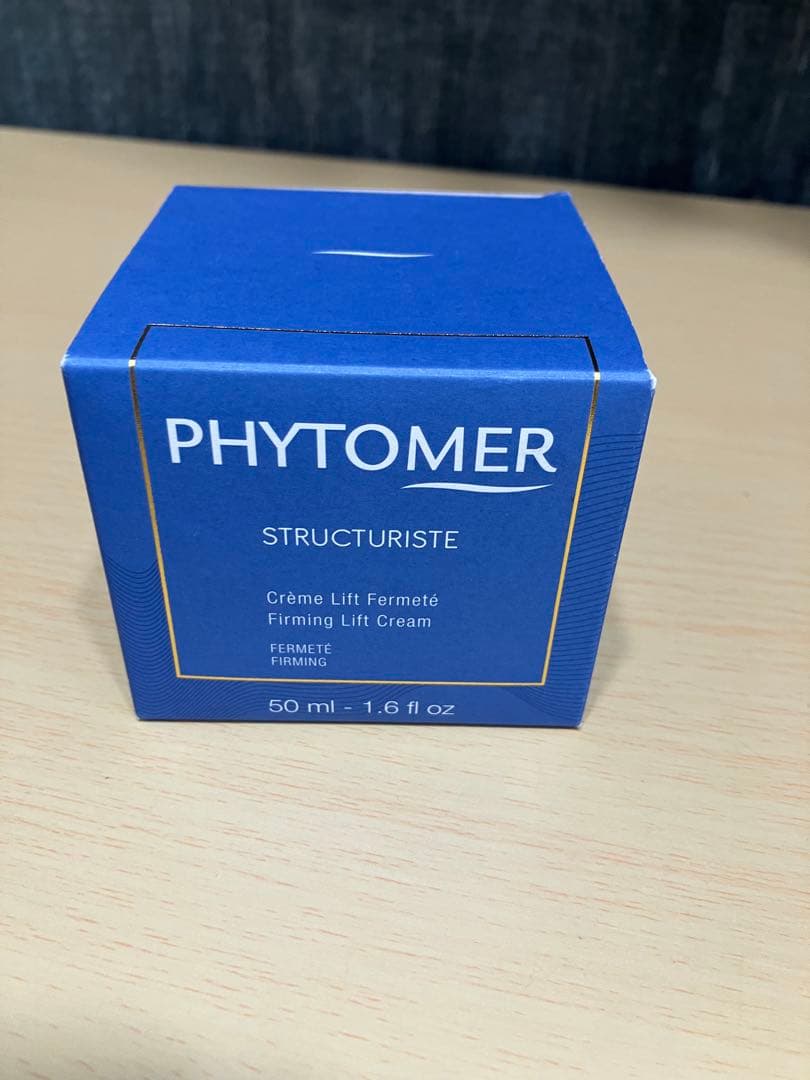 PHYTOMER
STRUCTURISTE
Crème Lift Fermeté
Firming Lift Cream
FERMETÉ
FIRMING
50 ml - 1.6 fl oz